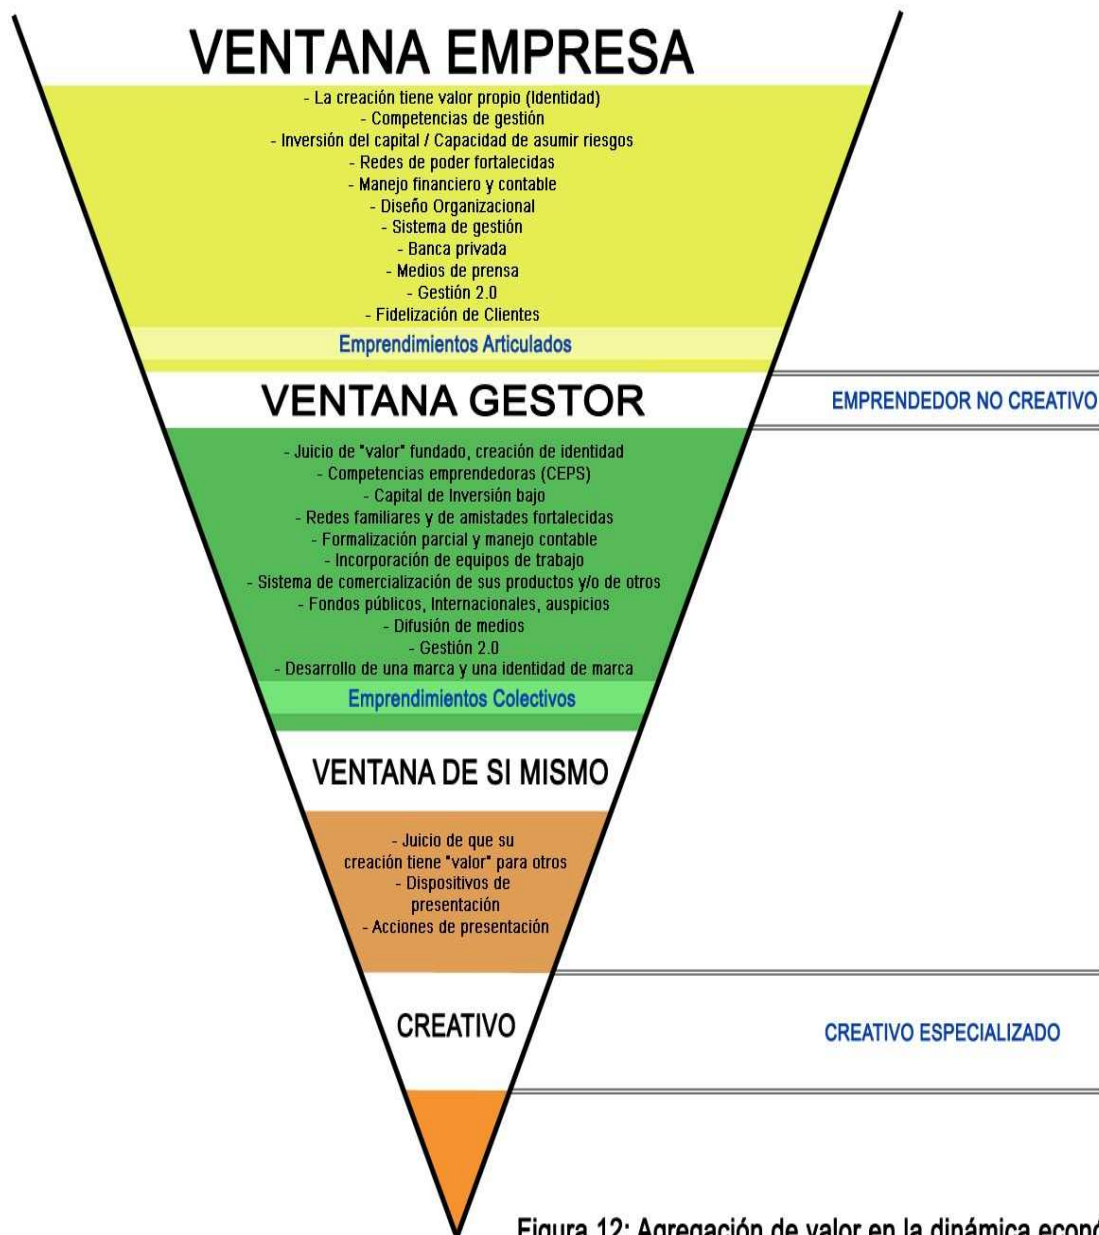 VENTANA EMPRESA
- La creación tiene valor propio (Identidad)
- Competencias de gestión
- Inversión del capital / Capacidad de asumir riesgos
- Redes de poder fortalecidas
- Manejo financiero y contable
- Diseño Organizacional
- Sistema de gestión
- Banca privada
- Medios de prensa
- Gestión 2.0
- Fidelización de Clientes
Emprendimientos Articulados
VENTANA GESTOR
EMPRENDEDOR NO CREATIVO
- Juicio de "valor" fundado, creación de identidad
- Competencias emprendedoras (CEPS)
- Capital de Inversión bajo
- Redes familiares y de amistades fortalecidas
- Formalización parcial y manejo contable
- Incorporación de equipos de trabajo
- Sistema de comercialización de sus productos y/o de otros
- Fondos públicos, Internacionales, auspicios
- Difusión de medios
- Gestión 2.0
- Desarrollo de una marca y una identidad de marca
Emprendimientos Colectivos
VENTANA DE SI MISMO
- Juicio de que su
creación tiene "valor" para otros
- Dispositivos de
presentación
- Acciones de presentación
CREATIVO
CREATIVO ESPECIALIZADO
Figura 12: Agregación de valor en la dinámica